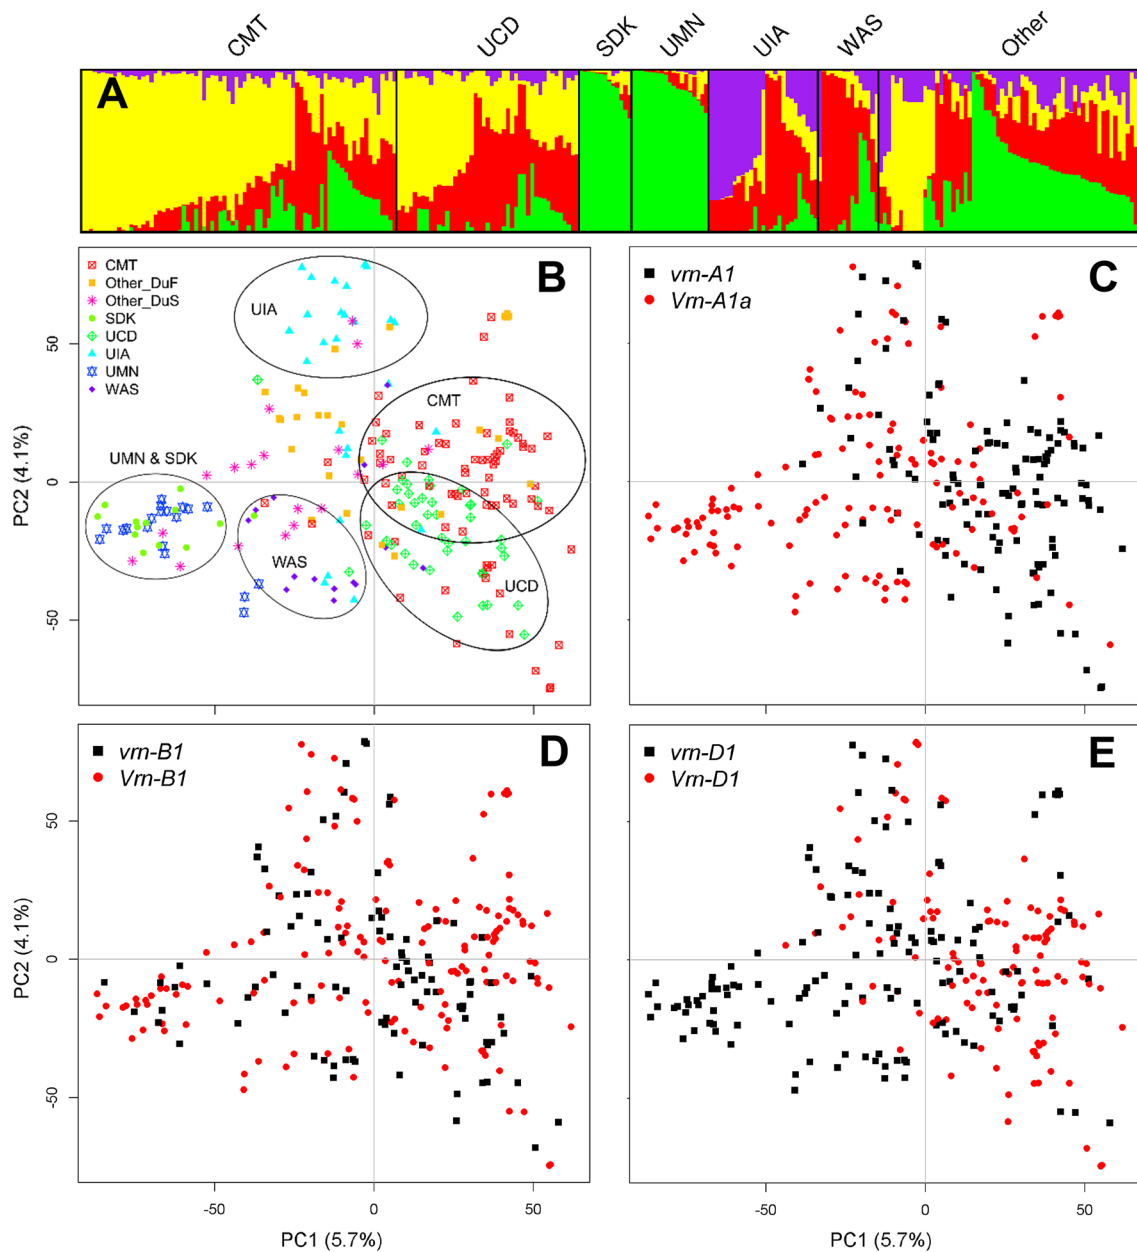 CMT UCD SDK UMN UIA WAS Other
A
B
CMT
Other_DuF
Other_DuS
SDK
UCD
UIA
UMN
WAS
UIA
CMT
UMN & SDK
WAS
UCD
50
0
-50
PC2 (4.1%)
C
vrn-A1
Vrn-A1a
D
vrn-B1
Vrn-B1
50
0
-50
PC2 (4.1%)
-50 0 50
PC1 (5.7%)
E
vrn-D1
Vrn-D1
-50 0 50
PC1 (5.7%)